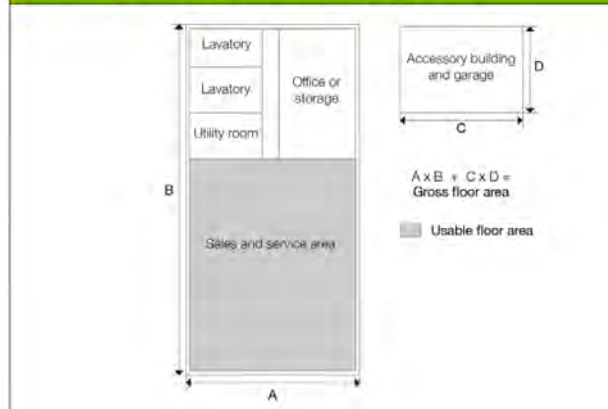 Lavatory
Lavatory
Utility room
Office or
storage
Accessory building
and garage
D
C
B
A x B + C x D =
Gross floor area
Usable floor area
Sales and service area
A